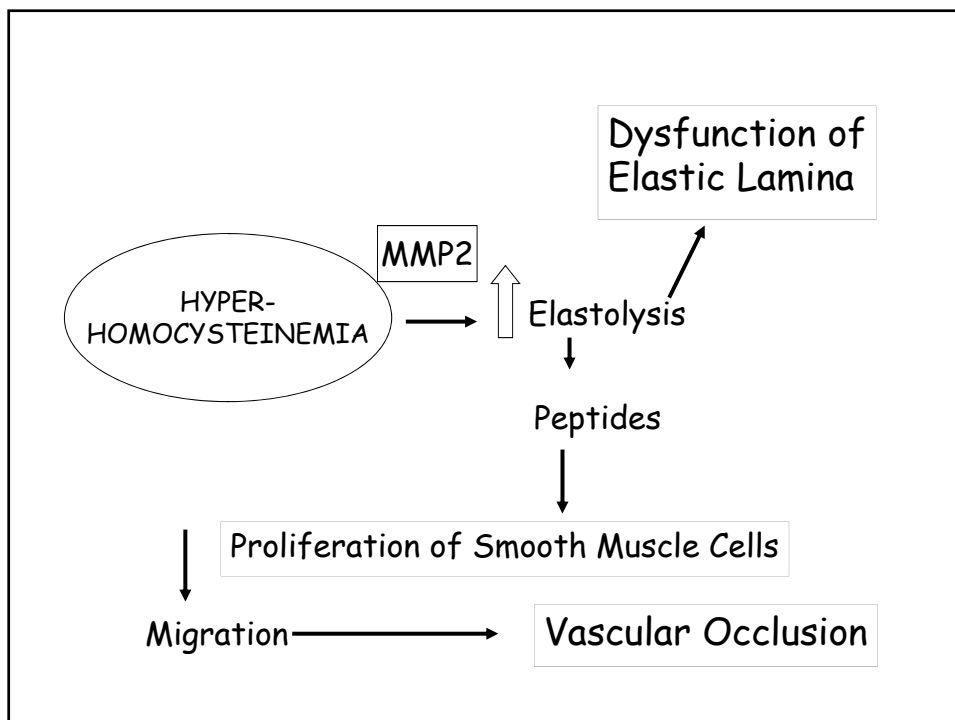 Dysfunction of
Elastic Lamina
MMP2
HYPER-
HOMOCYSTEINEMIA
Elastolysis
Peptides
Proliferation of Smooth Muscle Cells
Migration
Vascular Occlusion